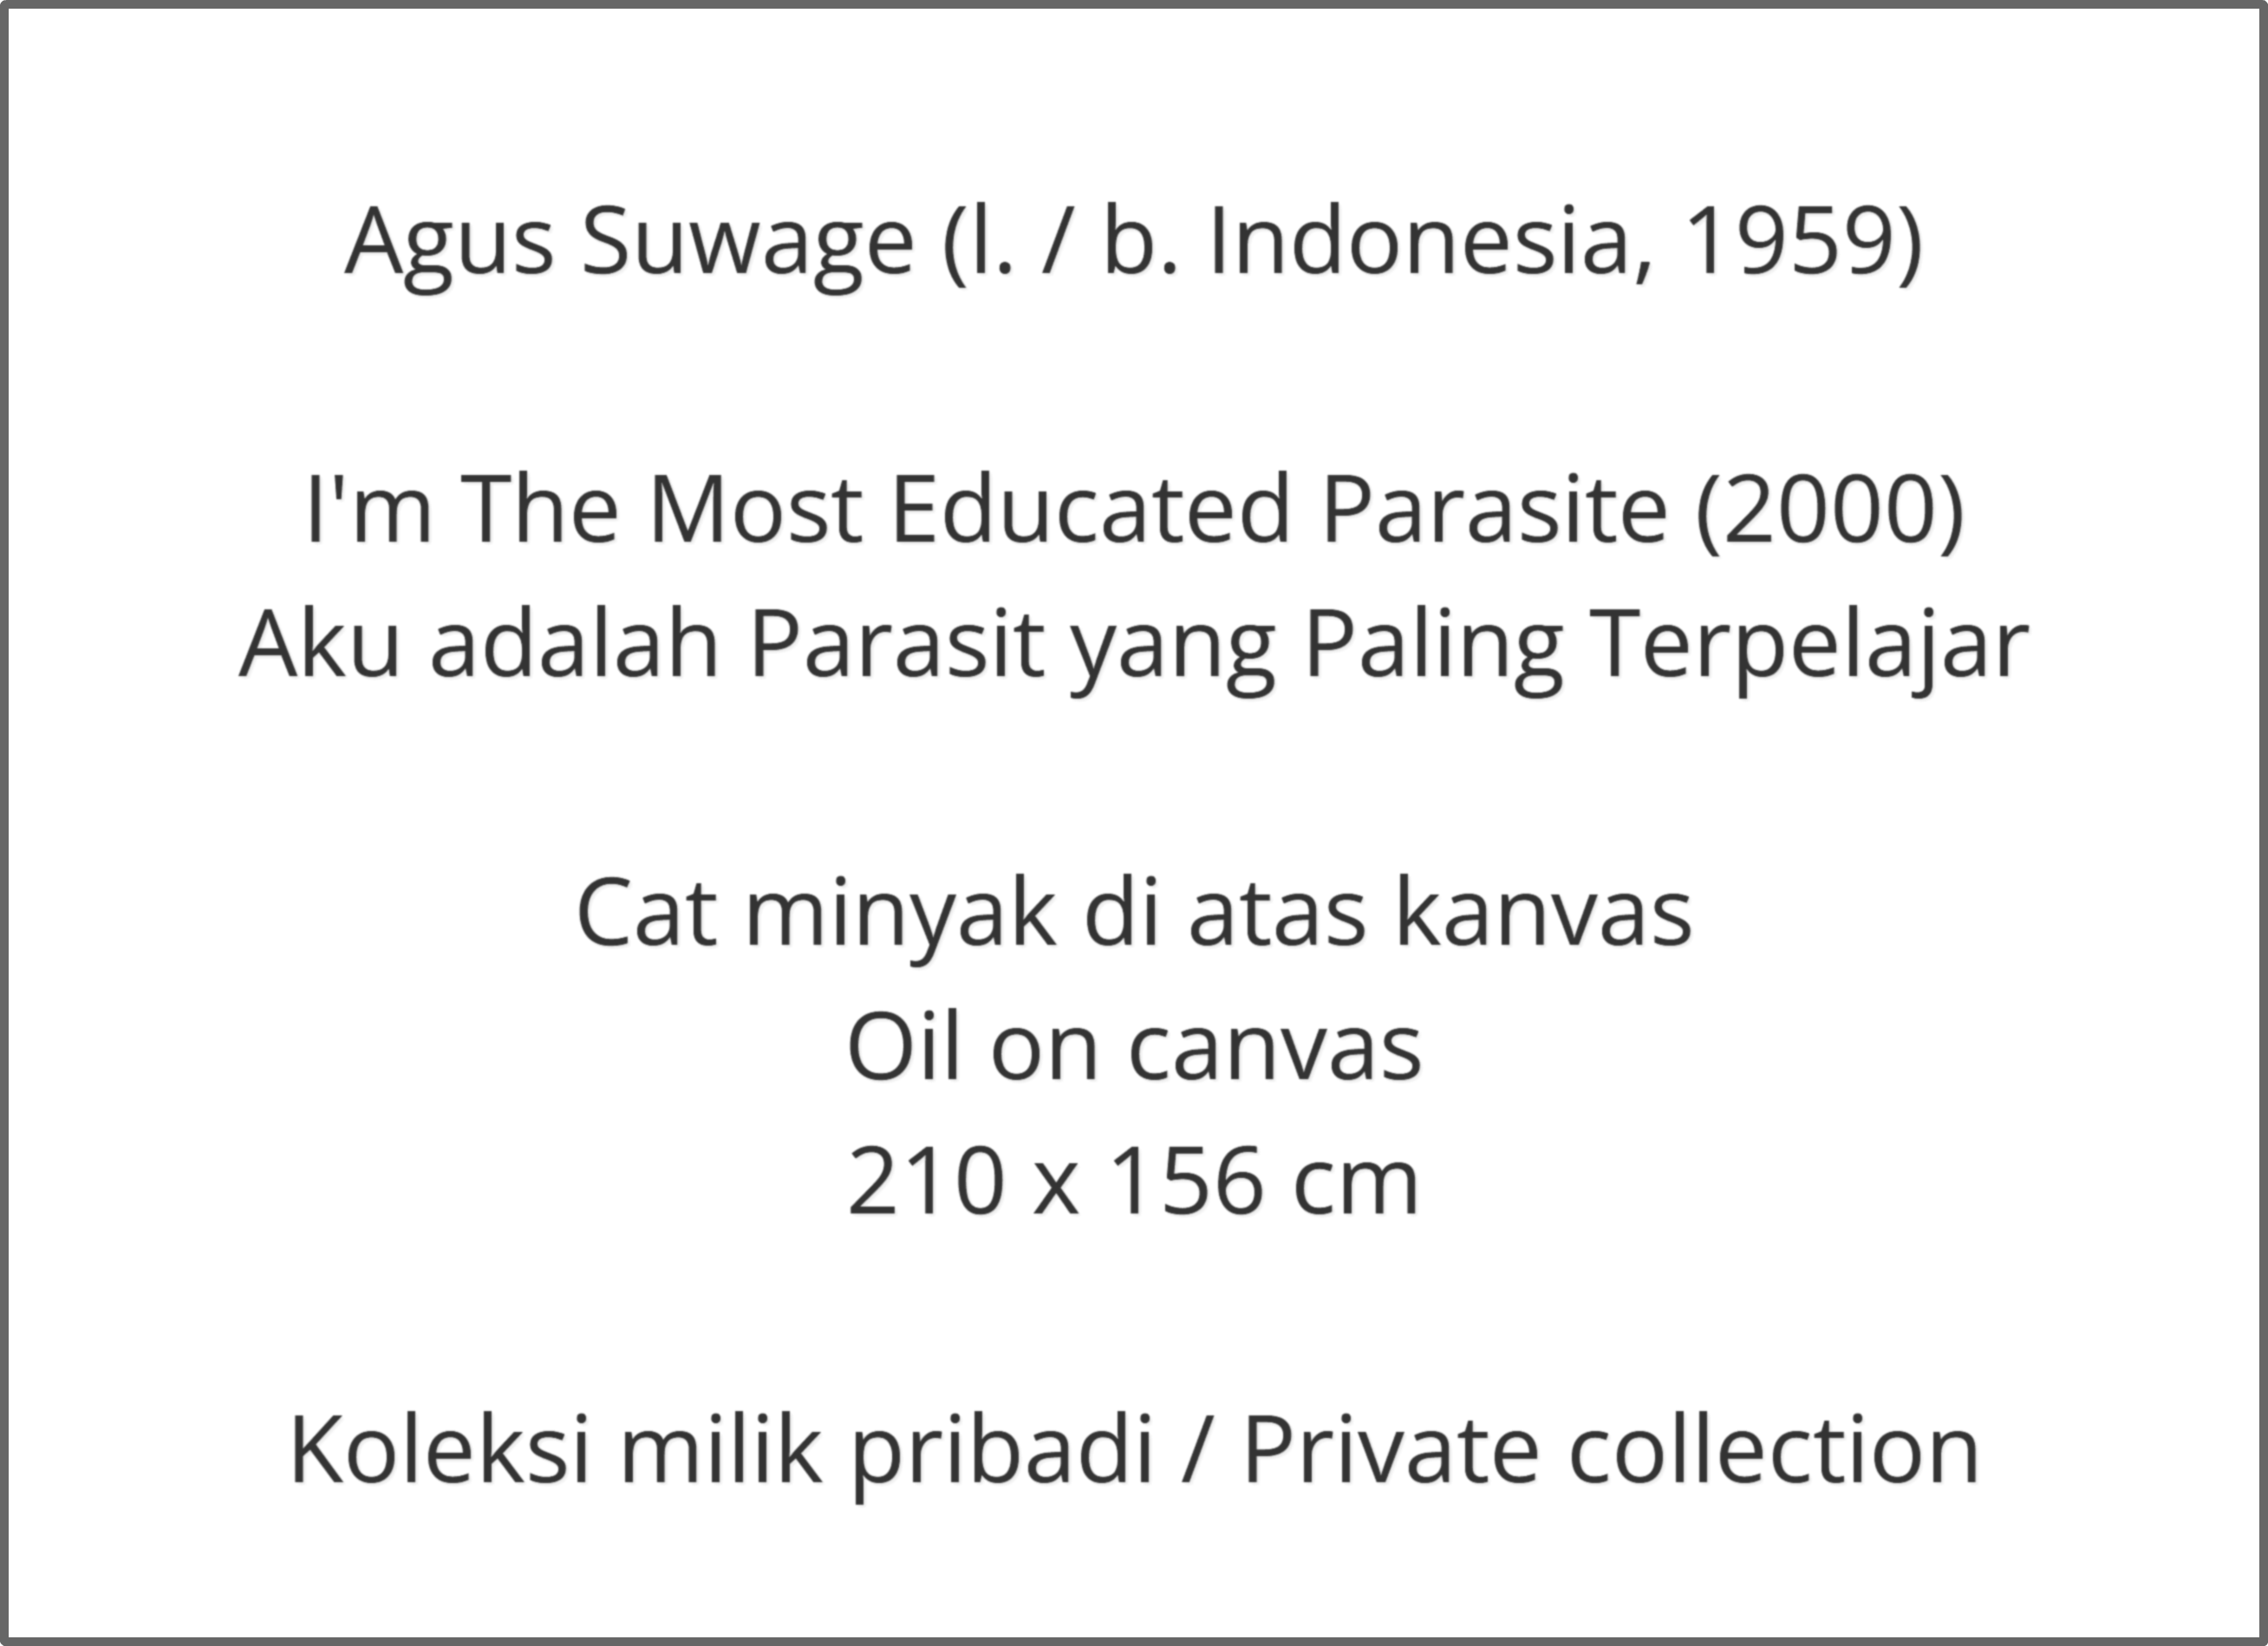 Agus Suwage (l. / b. Indonesia, 1959)
I'm The Most Educated Parasite (2000)
Aku adalah Parasit yang Paling Terpelajar
Cat minyak di atas kanvas
Oil on canvas
210 x 156 cm
Koleksi milik pribadi / Private collection